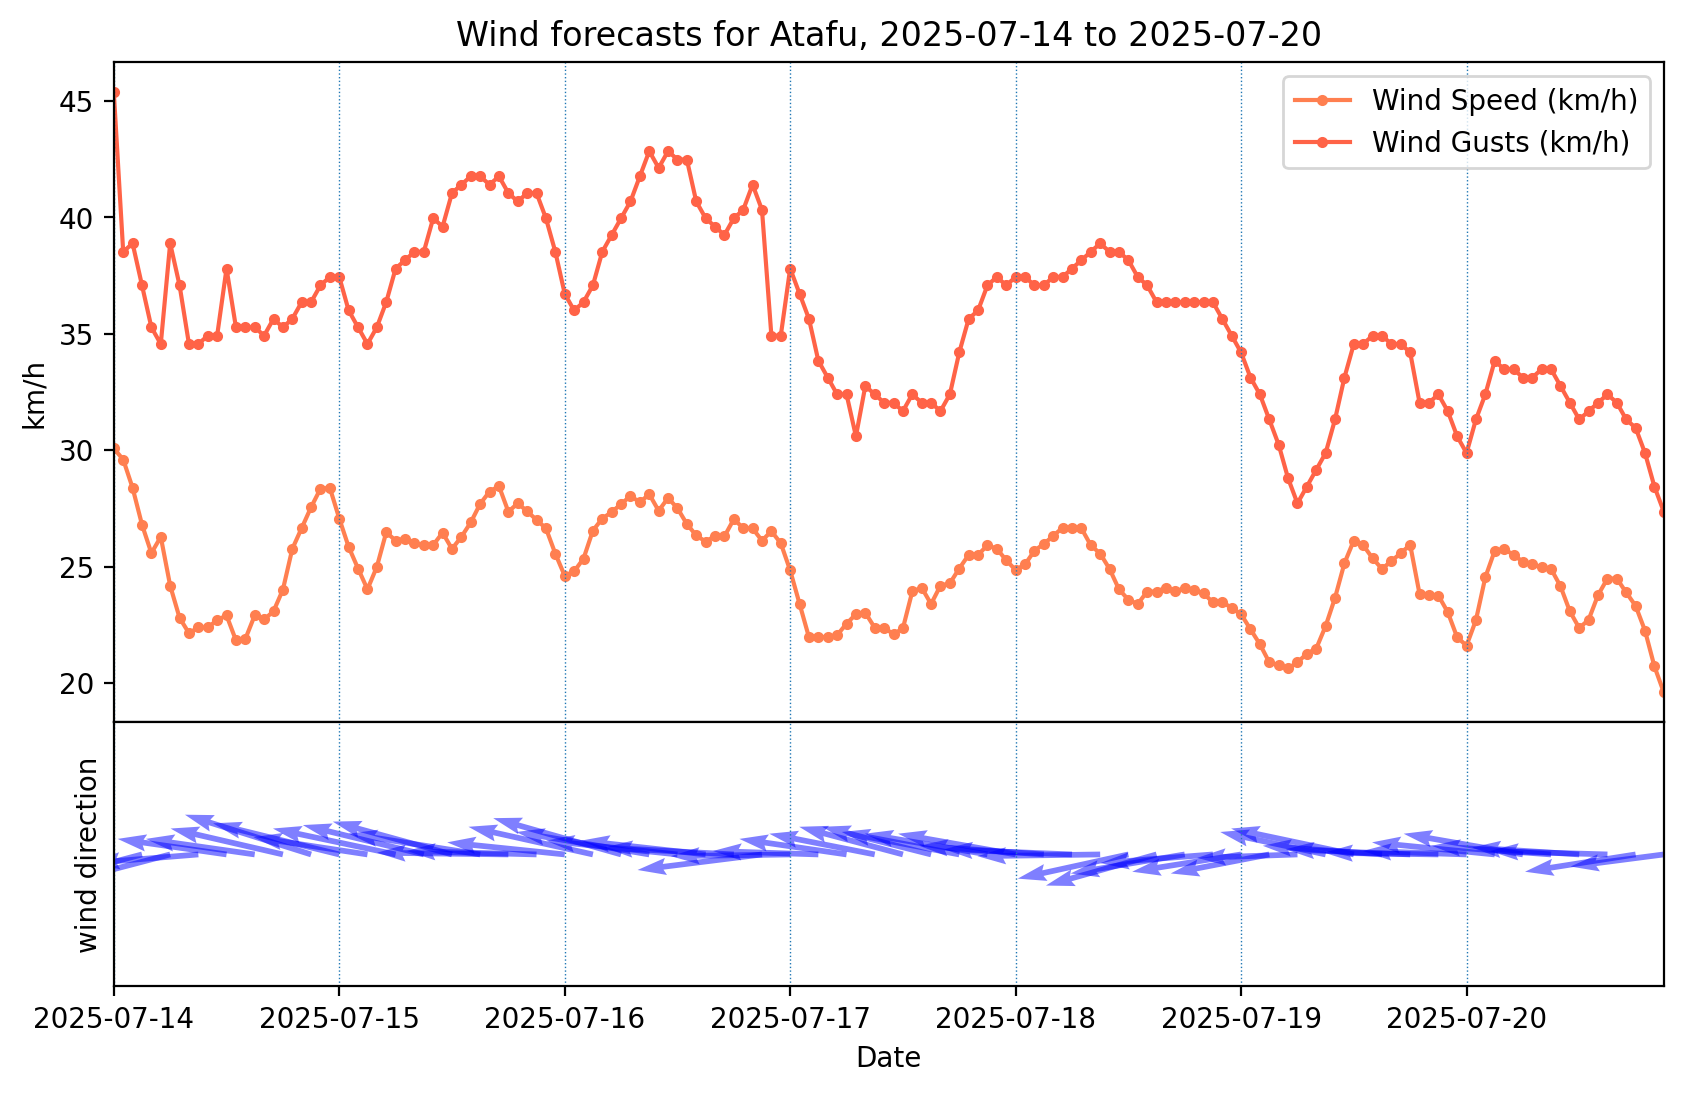 Wind forecasts for Atafu, 2025-07-14 to 2025-07-20
Wind Speed (km/h)
Wind Gusts (km/h)
km/h
45
40
35
30
25
20
wind direction
2025-07-14
2025-07-15
2025-07-16
2025-07-17
2025-07-18
2025-07-19
2025-07-20
Date